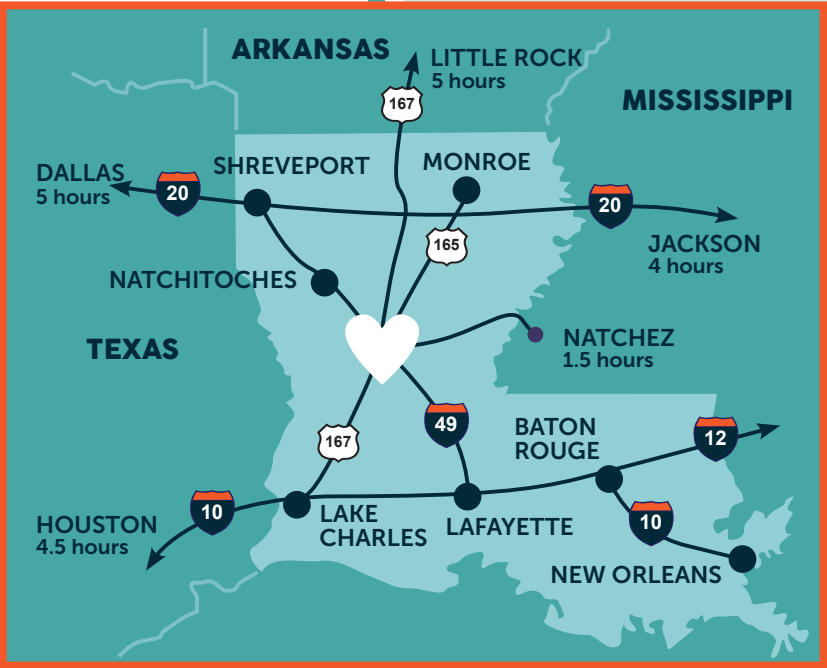 ARKANSAS
LITTLE ROCK
5 hours
167
MISSISSIPPI
SHREVEPORT
MONROE
DALLAS
5 hours
20
20
165
JACKSON
4 hours
NATCHITOCHES
TEXAS
NATCHEZ
1.5 hours
49
167
BATON
ROUGE
12
10
HOUSTON
4.5 hours
LAKE
CHARLES
LAFAYETTE
10
NEW ORLEANS